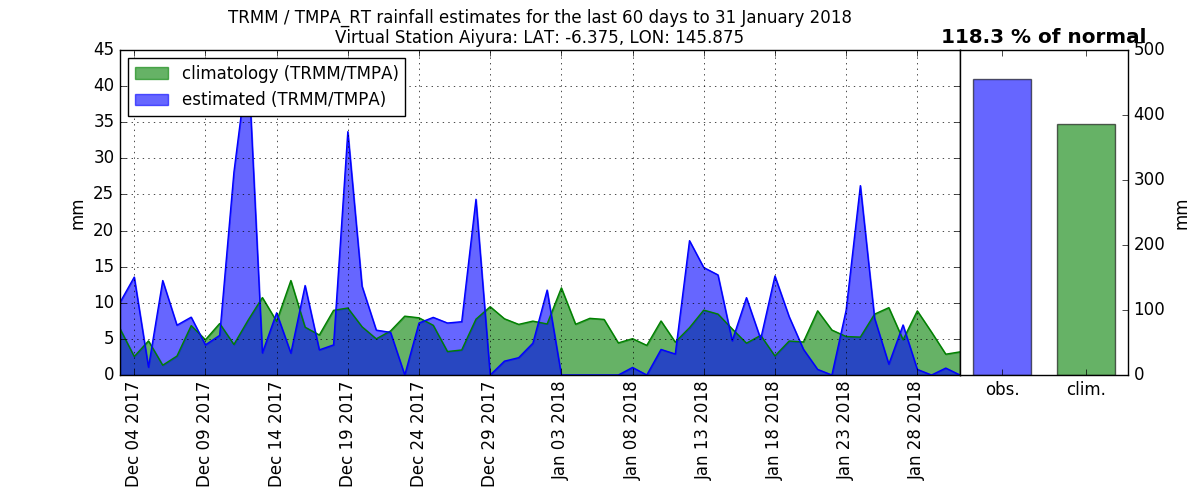 TRMM / TMPA_RT rainfall estimates for the last 60 days to 31 January 2018
Virtual Station Aiyura: LAT: -6.375, LON: 145.875
118.3 % of normal
climatology (TRMM/TMPA)
estimated (TRMM/TMPA)
mm
45
40
35
30
25
20
15
10
5
0
Dec 04 2017
Dec 09 2017
Dec 14 2017
Dec 19 2017
Dec 24 2017
Dec 29 2017
Jan 03 2018
Jan 08 2018
Jan 13 2018
Jan 18 2018
Jan 23 2018
Jan 28 2018
obs.
clim.
500
400
300
200
100
0
mm